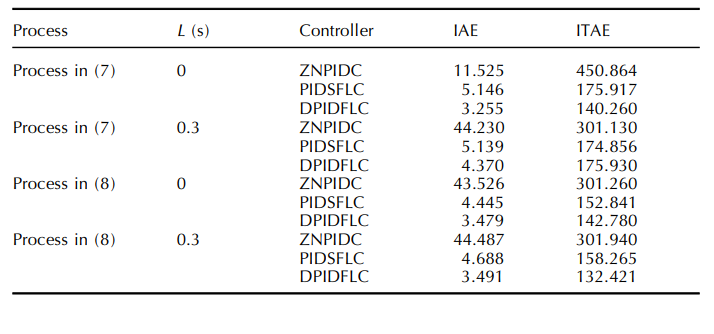 Process L (s) Controller IAE ITAE
Process in (7) 0 ZNPIDC 11.525 450.864
PIDSFLC 5.146 175.917
DPIDFLC 3.255 140.260
Process in (7) 0.3 ZNPIDC 44.230 301.130
PIDSFLC 5.139 174.856
DPIDFLC 4.370 175.930
Process in (8) 0 ZNPIDC 43.526 301.260
PIDSFLC 4.445 152.841
DPIDFLC 3.479 142.780
Process in (8) 0.3 ZNPIDC 44.487 301.940
PIDSFLC 4.688 158.265
DPIDFLC 3.491 132.421